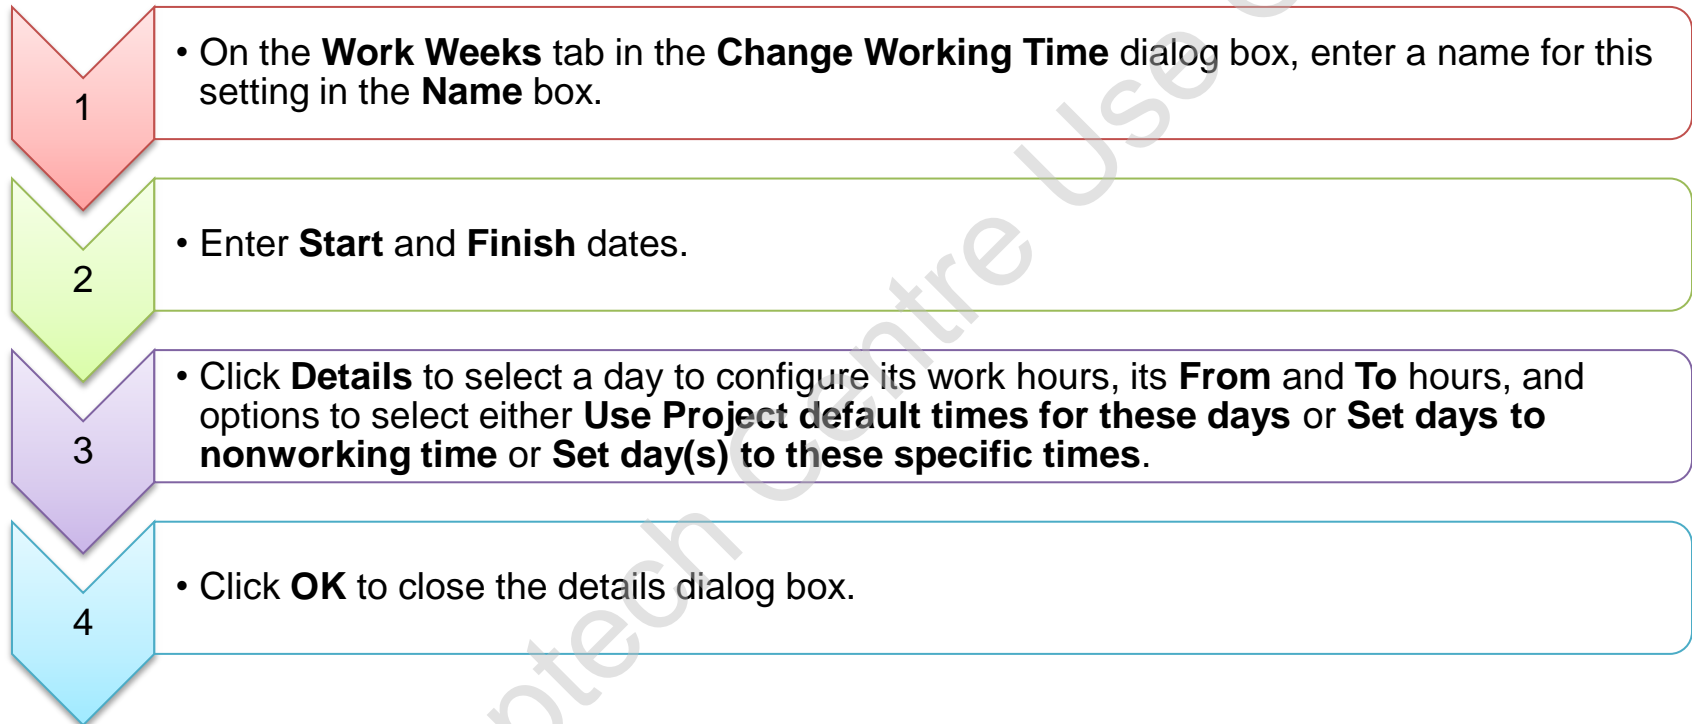 1
• On the Work Weeks tab in the Change Working Time dialog box, enter a name for this
setting in the Name box.
2
• Enter Start and Finish dates.
3
• Click Details to select a day to configure its work hours, its From and To hours, and
options to select either Use Project default times for these days or Set days to
nonworking time or Set day(s) to these specific times.
4
• Click OK to close the details dialog box.
Centre Use